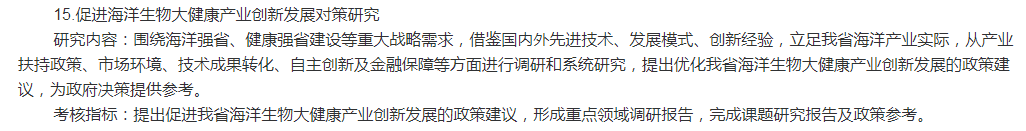 15.促进海洋生物大健康产业创新发展对策研究
研究内容：围绕海洋强省、健康强省建设等重大战略需求，借鉴国内外先进技术、发展模式、创新经验，立足我省海洋产业实际，从产业
扶持政策、市场环境、技术成果转化、自主创新及金融保障等方面进行调研和系统研究，提出优化我省海洋生物大健康产业创新发展的政策建
议，为政府决策提供参考。
考核指标：提出促进我省海洋生物大健康产业创新发展的政策建议，形成重点领域调研报告，完成课题研究报告及政策参考。